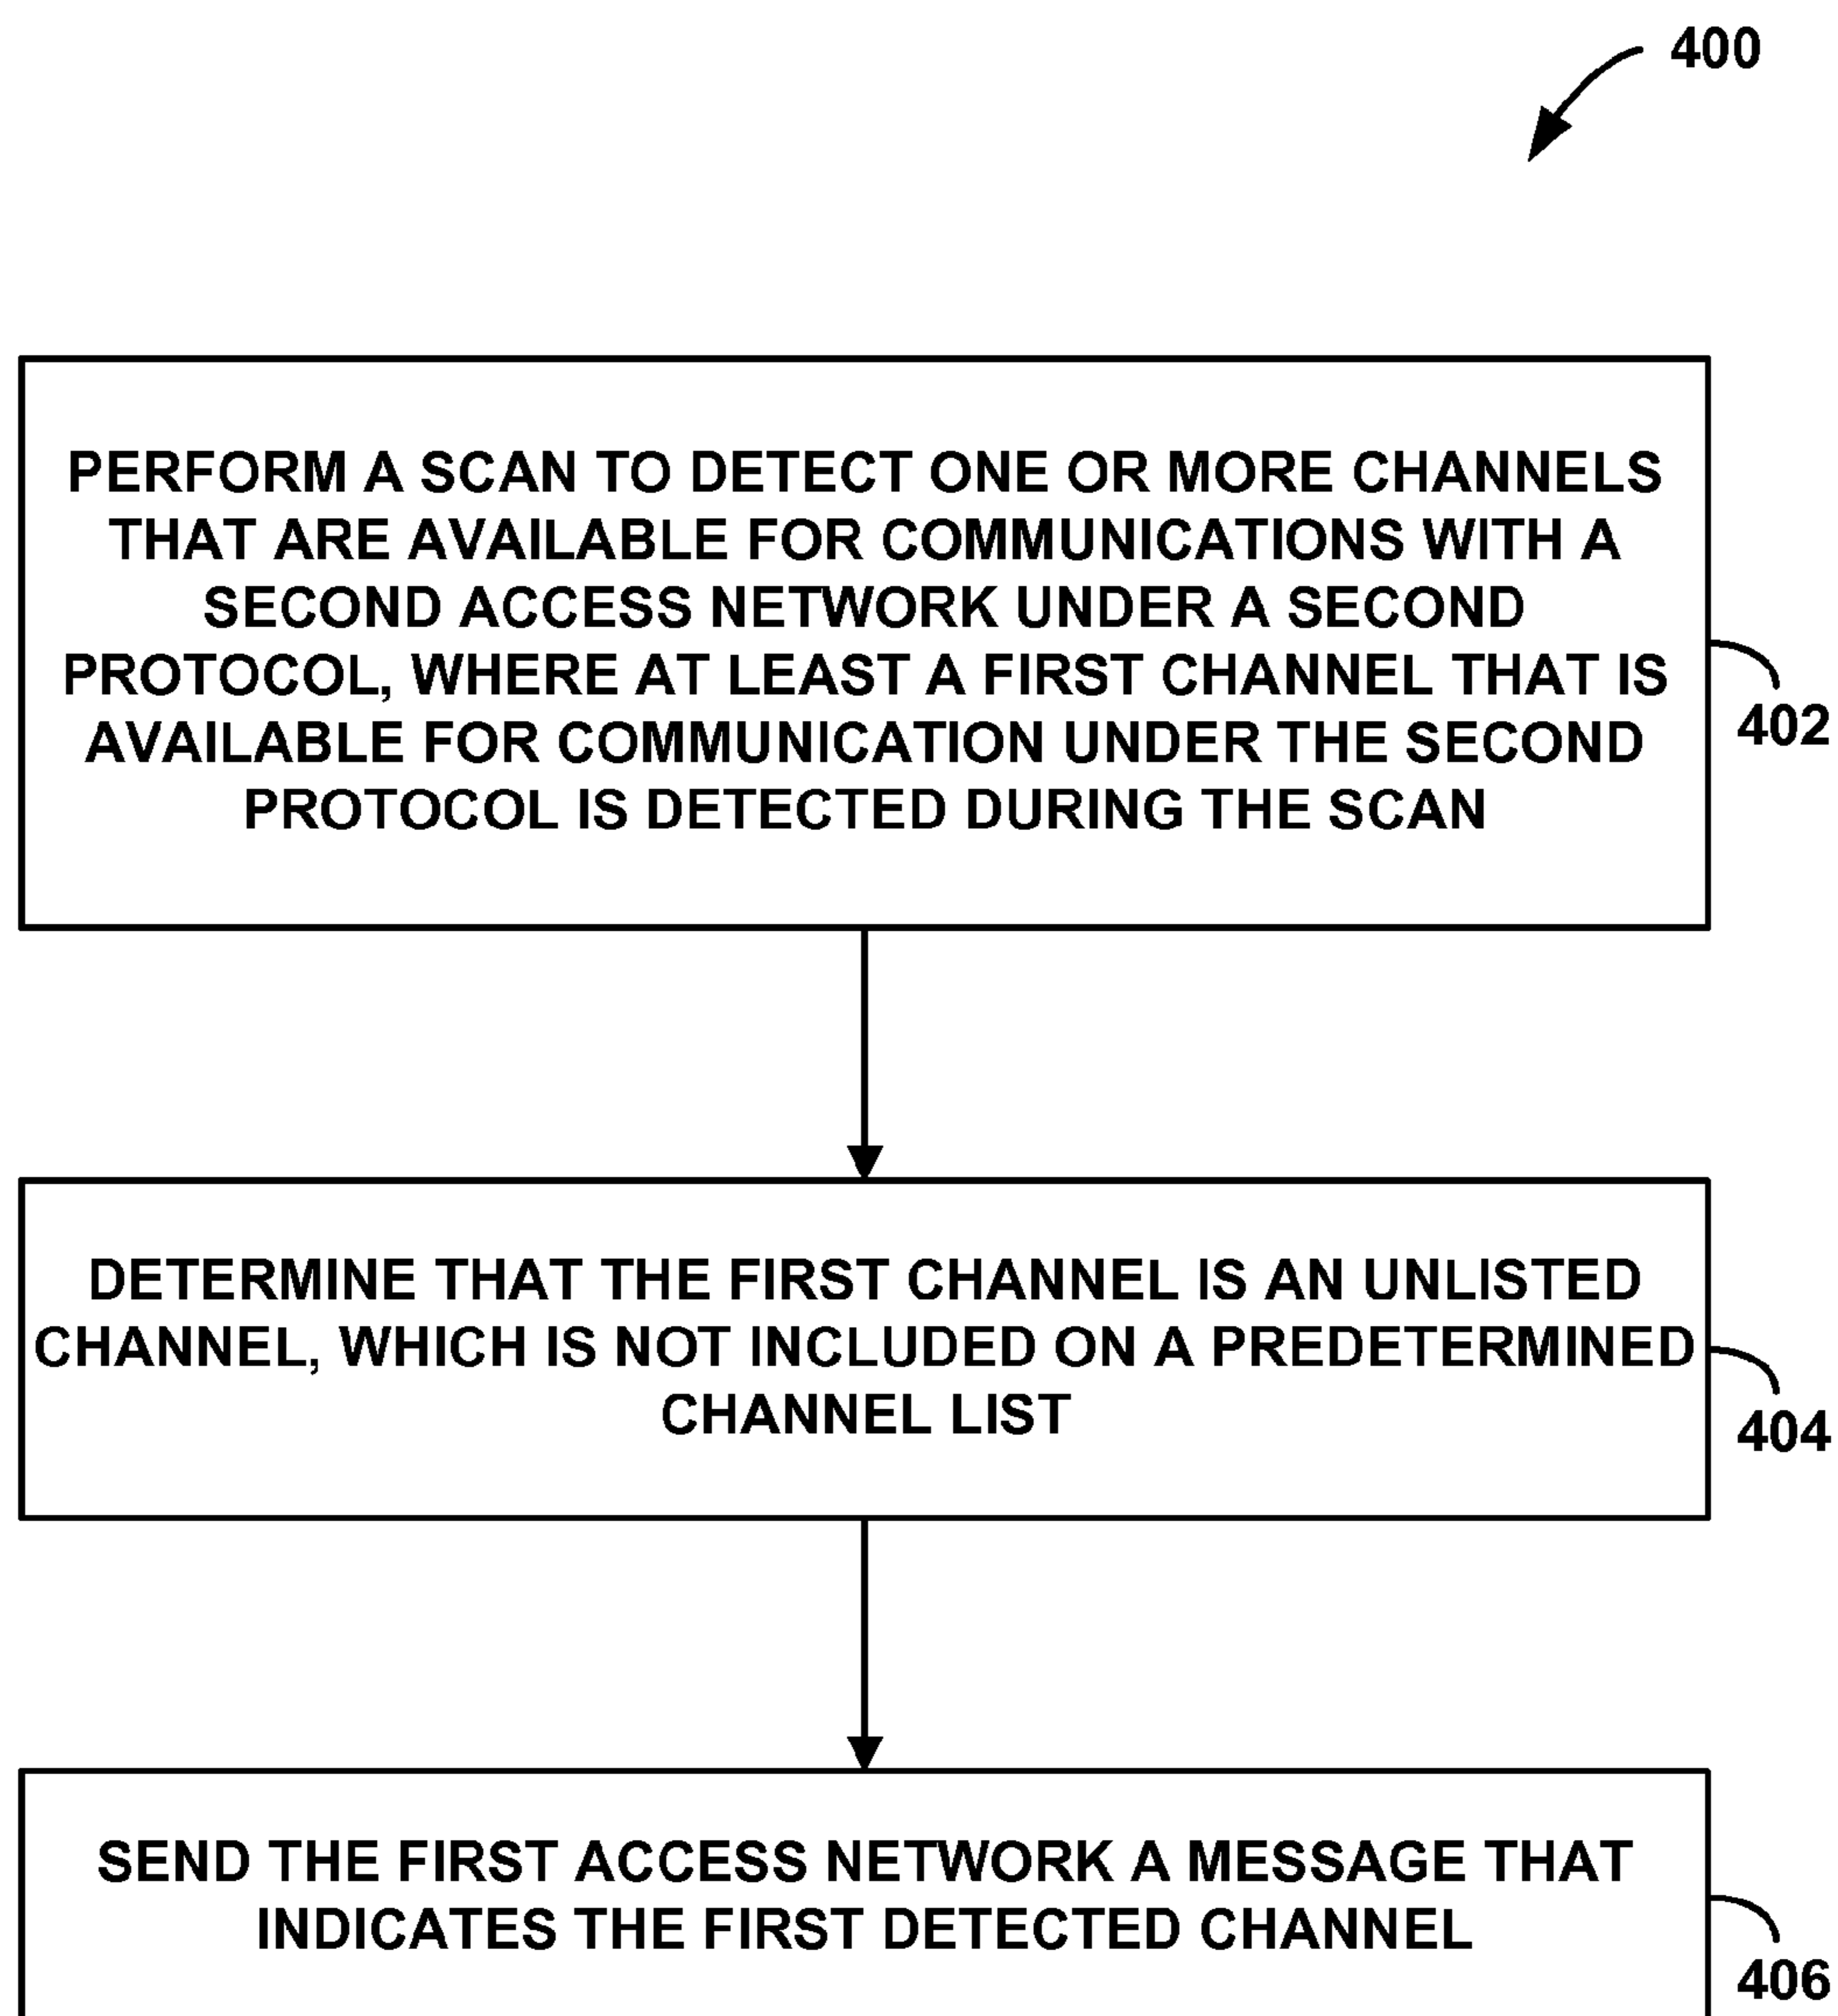 400
PERFORM A SCAN TO DETECT ONE OR MORE CHANNELS
THAT ARE AVAILABLE FOR COMMUNICATIONS WITH A
SECOND ACCESS NETWORK UNDER A SECOND
PROTOCOL, WHERE AT LEAST A FIRST CHANNEL THAT IS
AVAILABLE FOR COMMUNICATION UNDER THE SECOND
PROTOCOL IS DETECTED DURING THE SCAN
402
DETERMINE THAT THE FIRST CHANNEL IS AN UNLISTED
CHANNEL, WHICH IS NOT INCLUDED ON A PREDETERMINED
CHANNEL LIST
404
SEND THE FIRST ACCESS NETWORK A MESSAGE THAT
INDICATES THE FIRST DETECTED CHANNEL
406